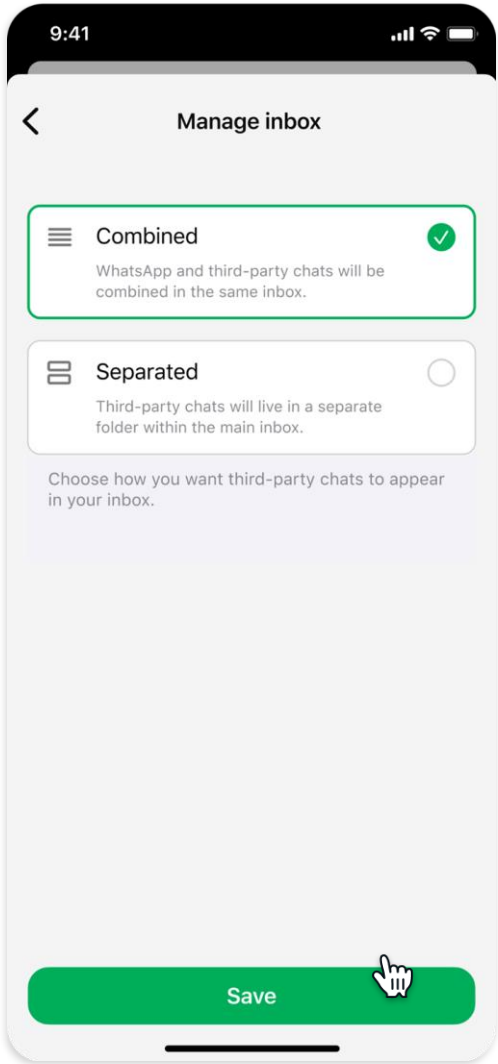 9:41
Manage inbox
Combined
WhatsApp and third-party chats will be
combined in the same inbox.
Separated
Third-party chats will live in a separate
folder within the main inbox.
Choose how you want third-party chats to appear
in your inbox.
Save